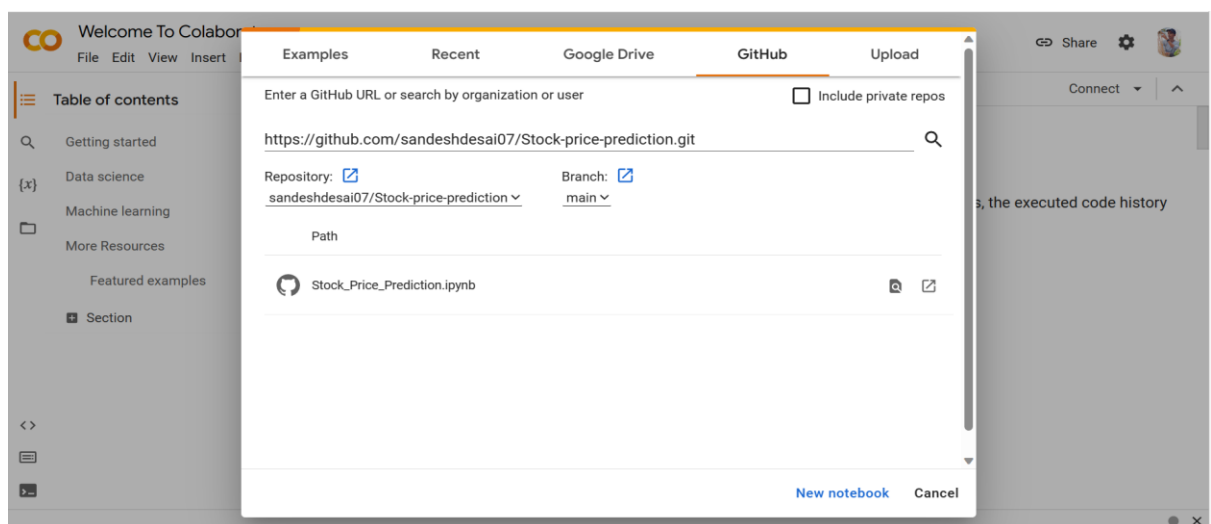 Welcome To Colabor
File Edit View Insert
Share
Connect
Table of contents
Getting started
Data science
Machine learning
More Resources
Featured examples
Section
{x}
Examples Recent Google Drive GitHub Upload
Enter a GitHub URL or search by organization or user
Include private repos
https://github.com/sandeshdesai07/Stock-price-prediction.git
Repository: Branch:
sandeshdesai07/Stock-price-prediction main
Path
Stock_Price_Prediction.ipynb
New notebook Cancel
s, the executed code history